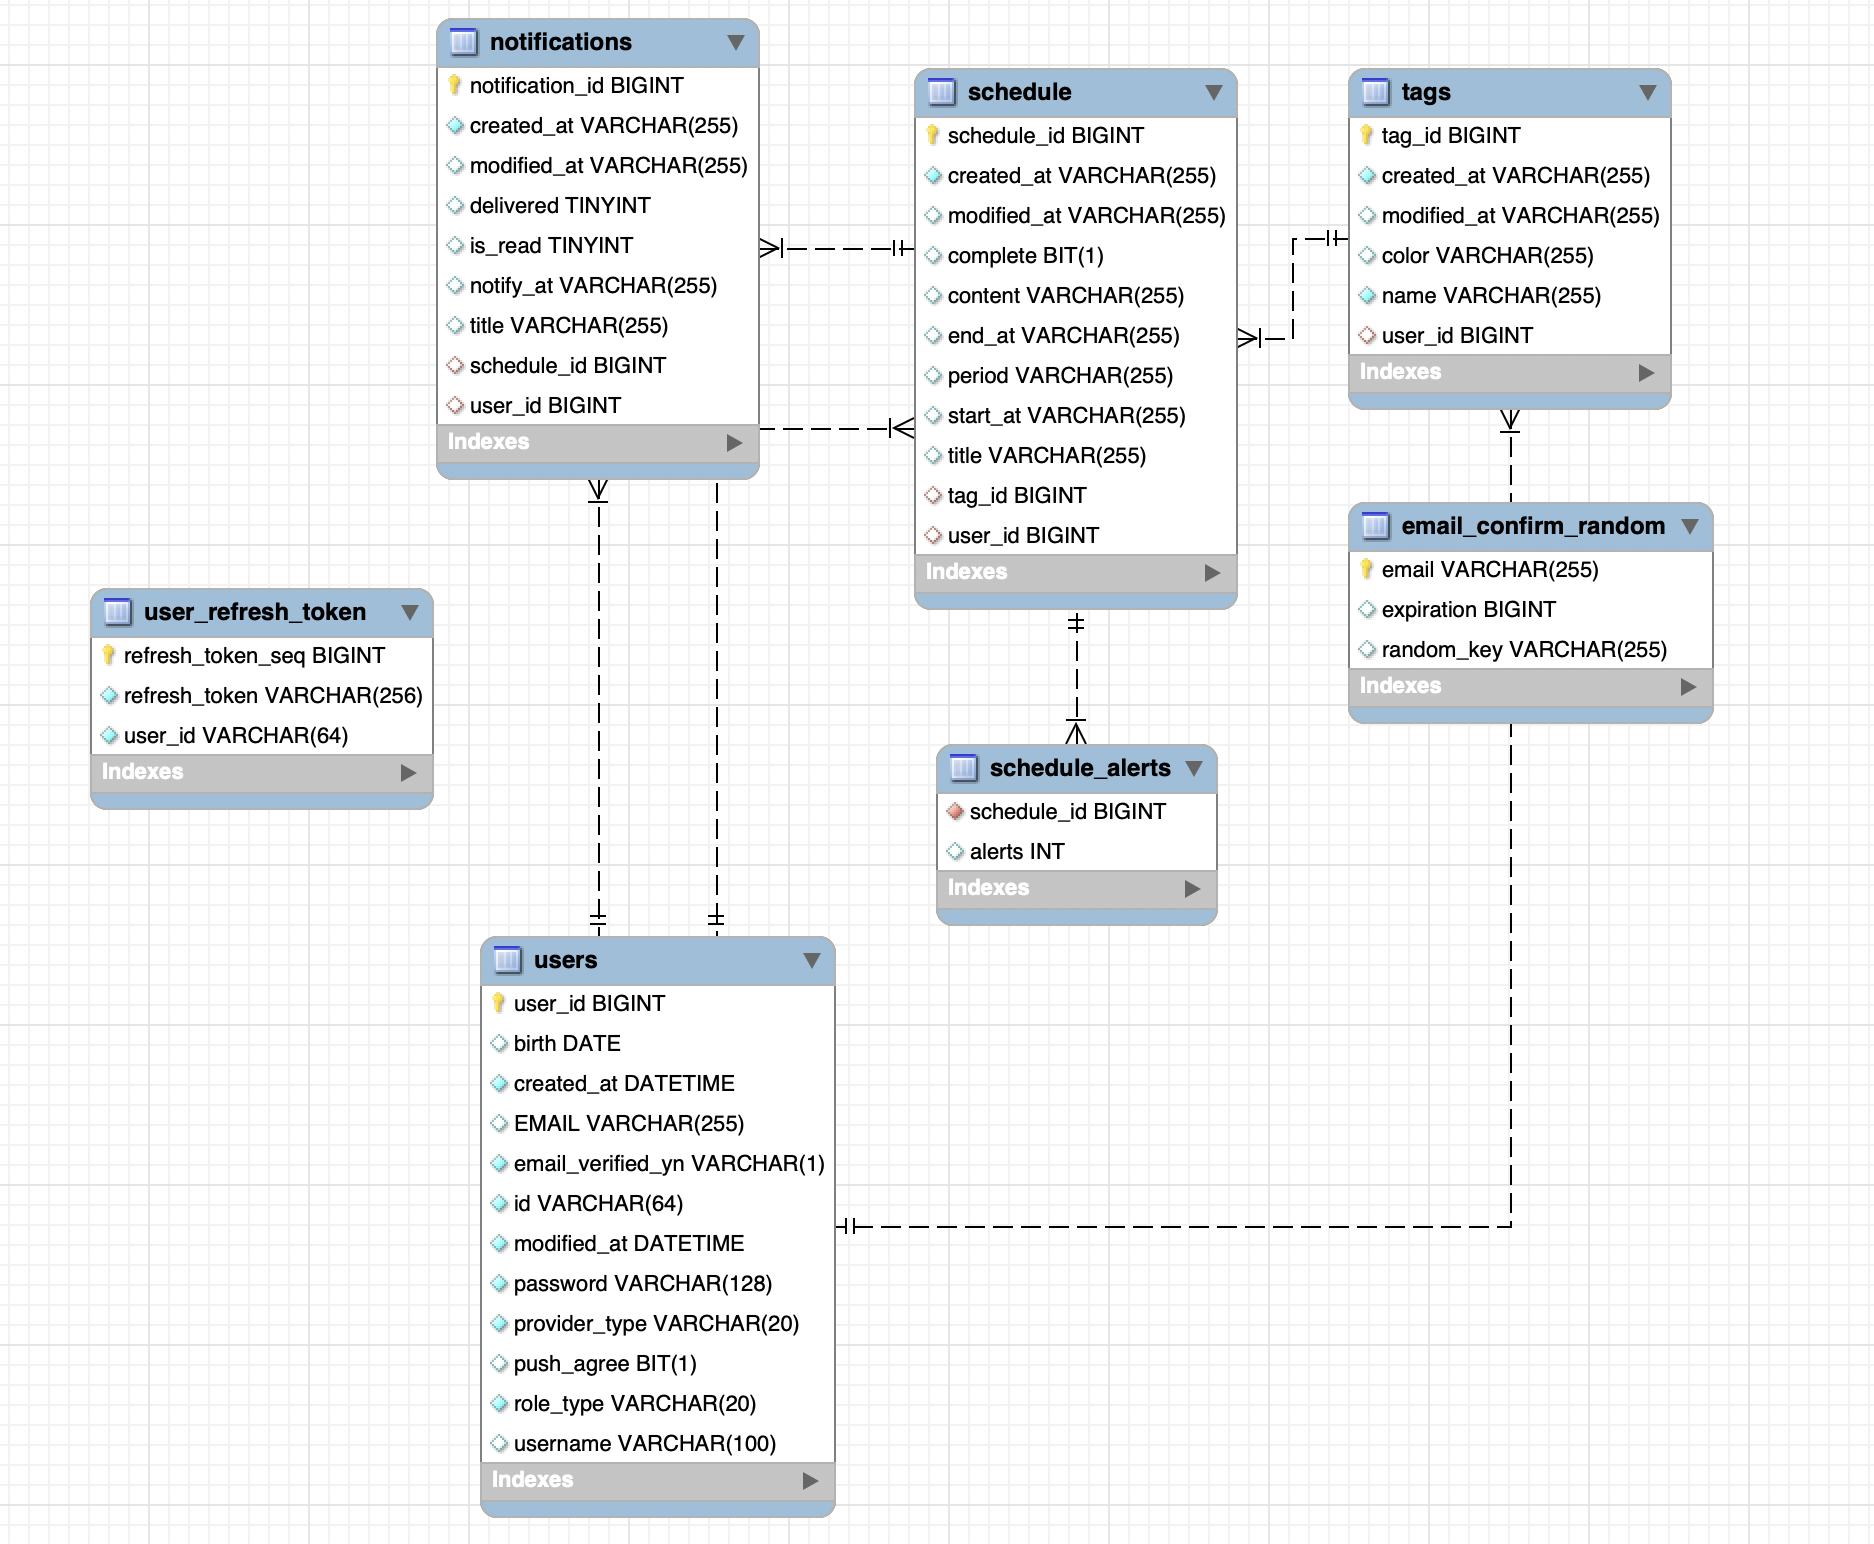 notifications
notification_id BIGINT
created_at VARCHAR(255)
modified_at VARCHAR(255)
delivered TINYINT
is_read TINYINT
notify_at VARCHAR(255)
title VARCHAR(255)
schedule_id BIGINT
user_id BIGINT
Indexes
schedule
schedule_id BIGINT
created_at VARCHAR(255)
modified_at VARCHAR(255)
complete BIT(1)
content VARCHAR(255)
end_at VARCHAR(255)
period VARCHAR(255)
start_at VARCHAR(255)
title VARCHAR(255)
tag_id BIGINT
user_id BIGINT
Indexes
tags
tag_id BIGINT
created_at VARCHAR(255)
modified_at VARCHAR(255)
color VARCHAR(255)
name VARCHAR(255)
user_id BIGINT
Indexes
email_confirm_random
email VARCHAR(255)
expiration BIGINT
random_key VARCHAR(255)
Indexes
user_refresh_token
refresh_token_seq BIGINT
refresh_token VARCHAR(256)
user_id VARCHAR(64)
Indexes
schedule_alerts
schedule_id BIGINT
alerts INT
Indexes
users
user_id BIGINT
birth DATE
created_at DATETIME
EMAIL VARCHAR(255)
email_verified_yn VARCHAR(1)
id VARCHAR(64)
modified_at DATETIME
password VARCHAR(128)
provider_type VARCHAR(20)
push_agree BIT(1)
role_type VARCHAR(20)
username VARCHAR(100)
Indexes